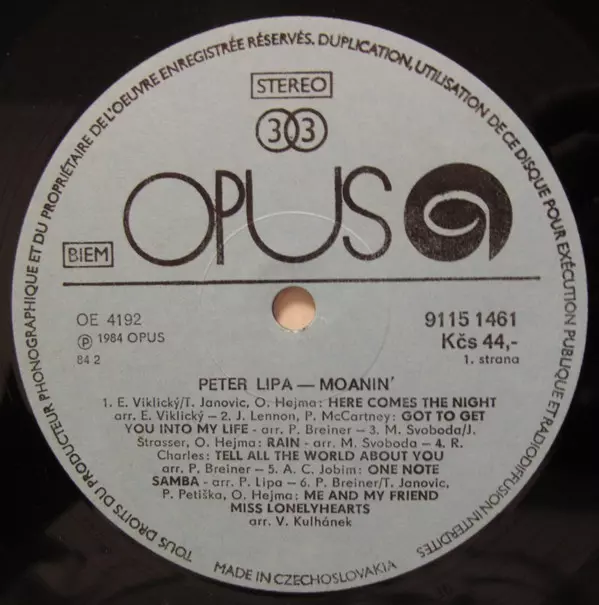 TOUS DROITS DU PRODUCTEUR PHONOGRAPHIQUE ET DU PROPRIÉTAIRE DE L'OEUVRE ENREGISTRÉE RÉSERVÉS. DUPLICATION, UTILISATION DE CE DISQUE POUR EXÉCUTION PUBLIQUE ET RADIODIFFUSION INTERDITES
STEREO
33
OPUS
BIEM
OE 4192
9115 1461
Ⓟ 1984 OPUS
Kčs 44,-
84 2
1. strana
PETER LIPA — MOANIN'
1. E. Viklický/T. Janovic, O. Hejma: HERE COMES THE NIGHT
arr. E. Viklický – 2. J. Lennon, P. McCartney: GOT TO GET
YOU INTO MY LIFE - arr. P. Breiner – 3. M. Svoboda/J.
Štrasser, O. Hejma: RAIN - arr. M. Svoboda – 4. R.
Charles: TELL ALL THE WORLD ABOUT YOU
arr. P. Breiner - 5. A. C. Jobim: ONE NOTE
SAMBA - arr. P. Lipa – 6. P. Breiner/T. Janovic,
P. Petiška, O. Hejma: ME AND MY FRIEND
MISS LONELYHEARTS
arr. V. Kulhánek
MADE IN CZECHOSLOVAKIA